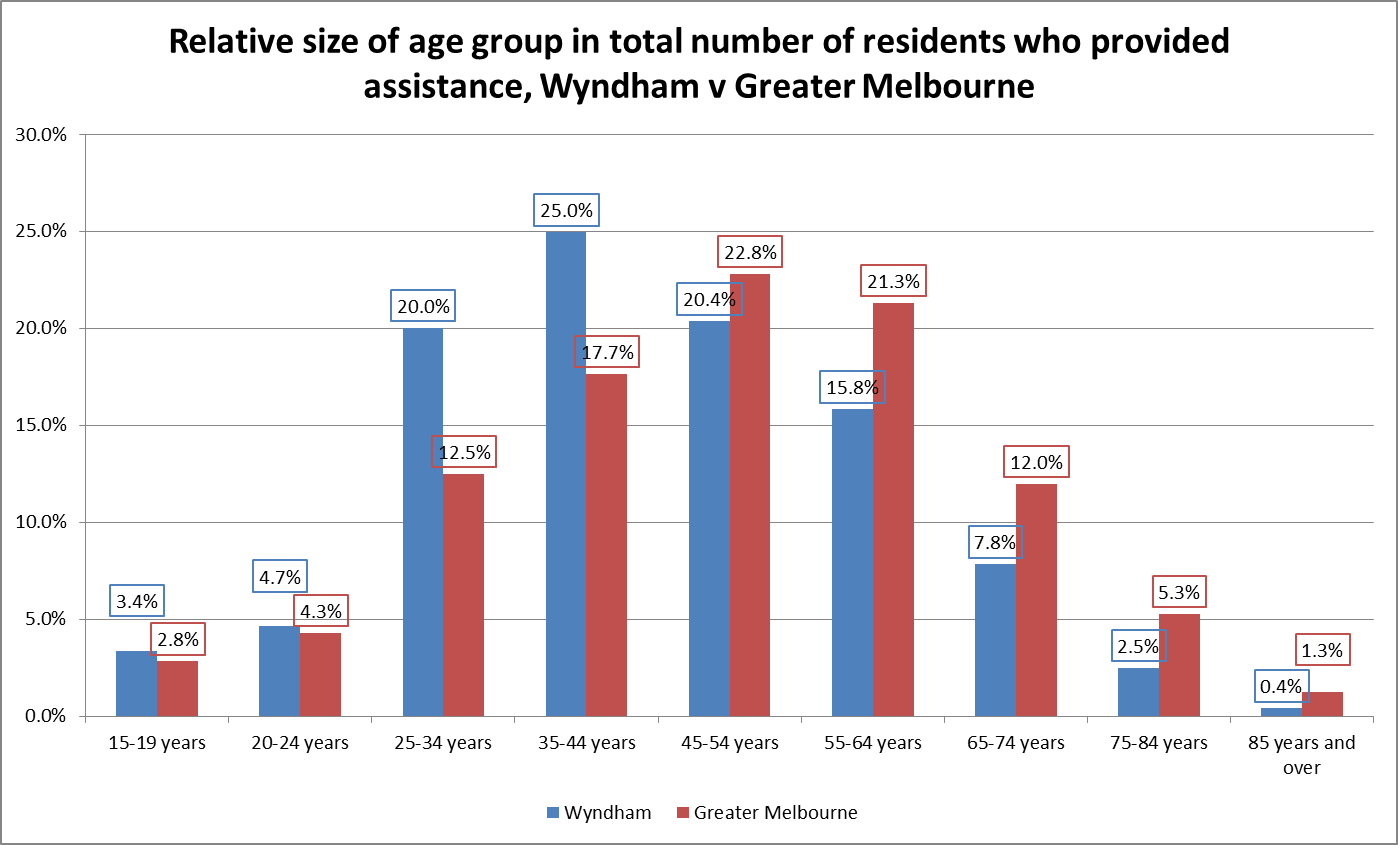 Relative size of age group in total number of residents who provided
assistance, Wyndham v Greater Melbourne
30.0%
25.0%
20.0%
15.0%
10.0%
5.0%
0.0%
3.4%
2.8%
4.7%
4.3%
20.0%
12.5%
25.0%
17.7%
20.4%
22.8%
15.8%
21.3%
7.8%
12.0%
2.5%
5.3%
0.4%
1.3%
15-19 years
20-24 years
25-34 years
35-44 years
45-54 years
55-64 years
65-74 years
75-84 years
85 years and
over
Wyndham
Greater Melbourne